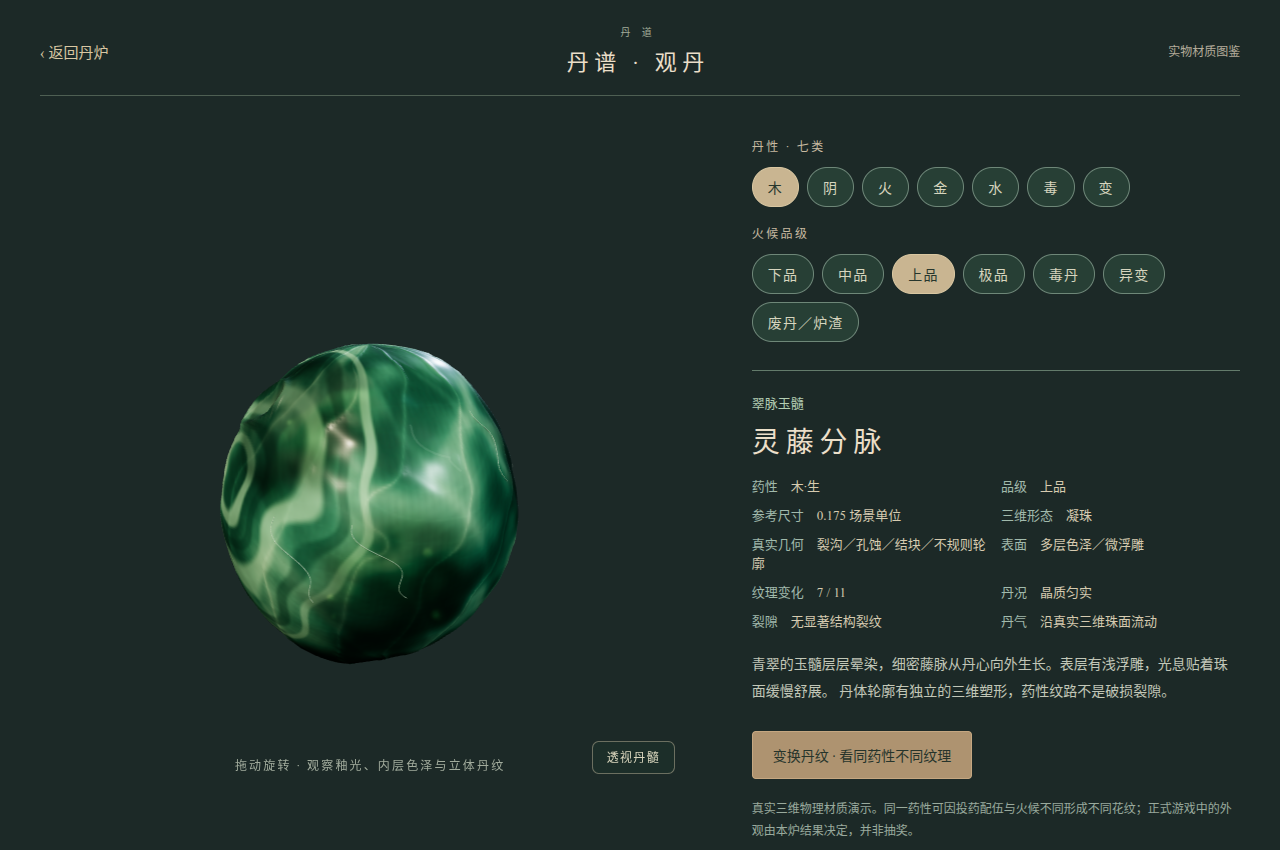 ‹ 返回丹炉
丹 道
丹谱 · 观丹
实物材质图鉴
丹性 · 七类
木 阴 火 金 水 毒 变
火候品级
下品 中品 上品 极品 毒丹 异变
废丹／炉渣
翠脉玉髓
灵藤分脉
药性 木·生 品级 上品
参考尺寸 0.175 场景单位 三维形态 凝珠
真实几何 裂沟／孔蚀／结块／不规则轮 表面 多层色泽／微浮雕
廓
纹理变化 7 / 11 丹况 晶质匀实
裂隙 无显著结构裂纹 丹气 沿真实三维珠面流动
青翠的玉髓层层晕染，细密藤脉从丹心向外生长。表层有浅浮雕，光息贴着珠
面缓慢舒展。 丹体轮廓有独立的三维塑形，药性纹路不是破损裂隙。
变换丹纹 · 看同药性不同纹理
透视丹髓
拖动旋转 · 观察釉光、内层色泽与立体丹纹
真实三维物理材质演示。同一药性可因投药配伍与火候不同形成不同花纹；正式游戏中的外
观由本炉结果决定，并非抽奖。